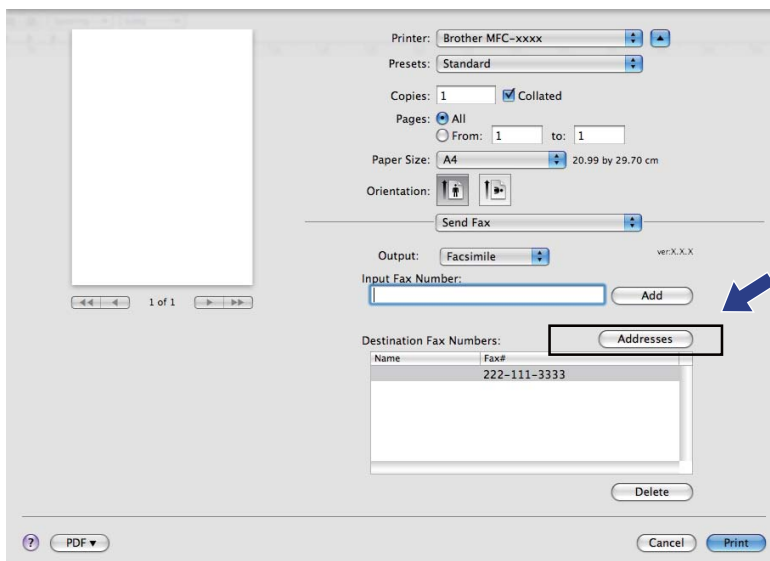 Printer: Brother MFC-xxxx
Presets: Standard
Copies: 1 Collated
Pages: All
From: 1 to: 1
Paper Size: A4 20.99 by 29.70 cm
Orientation:
Send Fax
Output: Facsimile ver:X.X.X
Input Fax Number:
Add
1 of 1
Destination Fax Numbers: Addresses
Name Fax#
222-111-3333
Delete
? PDF Cancel Print